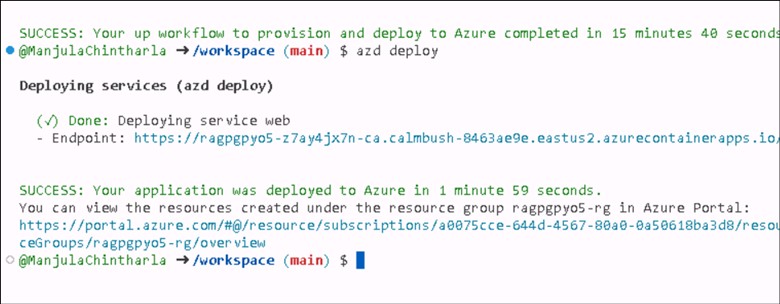 SUCCESS: Your up workflow to provision and deploy to Azure completed in 15 minutes 40 seconds
@ManjulaChintharla ➜ /workspace (main) $ azd deploy
Deploying services (azd deploy)
(✓) Done: Deploying service web
- Endpoint: https://ragpgpyo5-z7ay4jx7n-ca.calmbush-8463ae9e.eastus2.azurecontainerapps.io/
SUCCESS: Your application was deployed to Azure in 1 minute 59 seconds.
You can view the resources created under the resource group ragpgpyo5-rg in Azure Portal:
https://portal.azure.com/#@/resource/subscriptions/a0075cce-644d-4567-80a0-0a50618ba3d8/resou
ceGroups/ragpgpyo5-rg/overview
@ManjulaChintharla ➜ /workspace (main) $